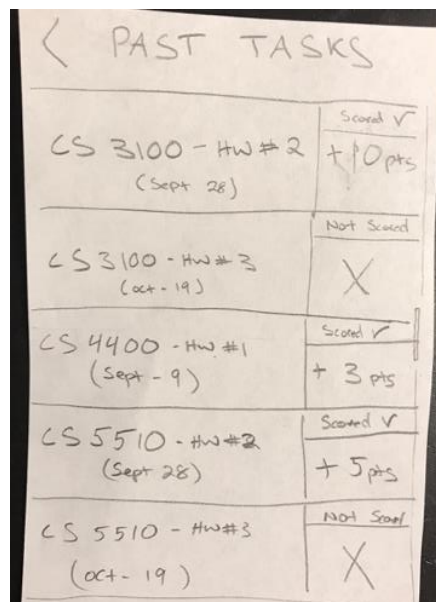 < PAST TASKS
Scored ✓
CS 3100 - HW # 2
+10 pts
(Sept 28)
Not Scored
CS 3100 - HW # 3
X
(oct - 19)
Scored ✓
CS 4400 - HW #1
+ 3 pts
(Sept - 9)
Scored ✓
CS 5510 - HW #2
+ 5 pts
(Sept 28)
Not Scored
CS 5510 - HW#3
X
(oct - 19)